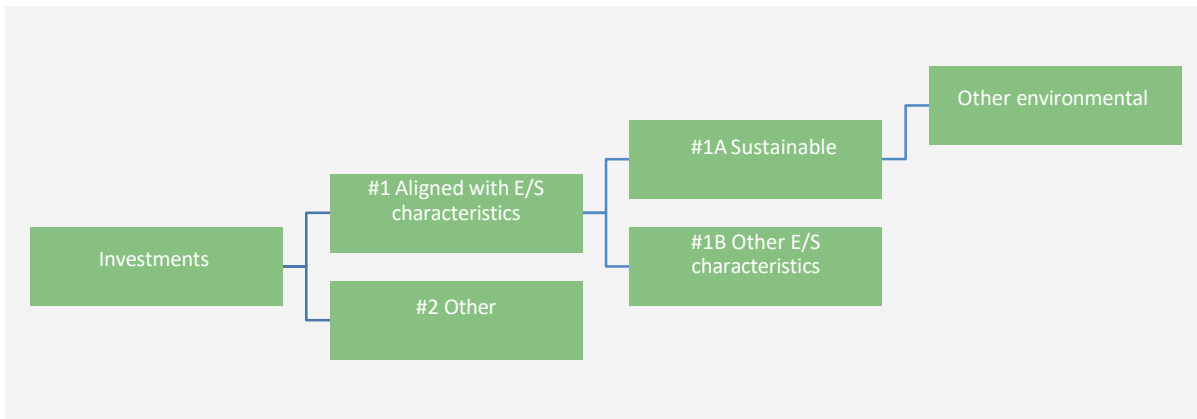 Other environmental
#1A Sustainable
#1 Aligned with E/S
characteristics
#1B Other E/S
characteristics
Investments
#2 Other